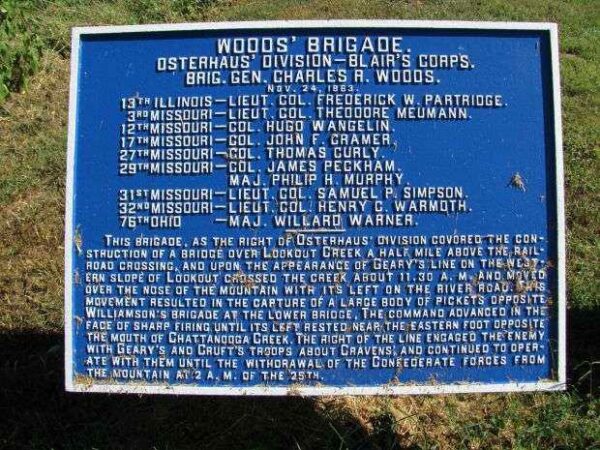 WOODS' BRIGADE.
OSTERHAUS' DIVISION—BLAIR'S CORPS.
BRIG. GEN. CHARLES R. WOODS.
NOV. 24, 1863.
13TH ILLINOIS—LIEUT. COL. FREDERICK W. PARTRIDGE.
3RD MISSOURI—LIEUT. COL. THEODORE MEUMANN.
12TH MISSOURI—COL. HUGO WANGELIN.
17TH MISSOURI—COL. JOHN F. CRAMER.
27TH MISSOURI—COL. THOMAS CURLY.
29TH MISSOURI—COL. JAMES PECKHAM.
MAJ. PHILIP H. MURPHY.
31ST MISSOURI—LIEUT. COL. SAMUEL P. SIMPSON.
32ND MISSOURI—LIEUT. COL. HENRY C. WARMOTH.
76TH OHIO—MAJ. WILLARD WARNER.
THIS BRIGADE, AS THE RIGHT OF OSTERHAUS' DIVISION COVORED THE CON-
STRUCTION OF A BRIDGE OVER LOOKOUT CREEK A HALF MILE ABOVE THE RAIL-
ROAD CROSSING, AND UPON THE APPEARANCE OF GEARY'S LINE ON THE WEST-
ERN SLOPE OF LOOKOUT CROSSED THE CREEK ABOUT 11.30 A. M. AND MOVED
OVER THE NOSE OF THE MOUNTAIN WITH ITS LEFT ON THE RIVER ROAD. THIS
MOVEMENT RESULTED IN THE CAPTURE OF A LARGE BODY OF PICKETS OPPOSITE
WILLIAMSON'S BRIGADE AT THE LOWER BRIDGE. THE COMMAND ADVANCED IN THE
FACE OF SHARP FIRING UNTIL ITS LEFT RESTED NEAR THE EASTERN FOOT OPPOSITE
THE MOUTH OF CHATTANOOGA CREEK. THE RIGHT OF THE LINE ENGAGED THE ENEMY
WITH GEARY'S AND CRUFT'S TROOPS ABOUT CRAVENS', AND CONTINUED TO OPER-
ATE WITH THEM UNTIL THE WITHDRAWAL OF THE CONFEDERATE FORCES FROM
THE MOUNTAIN AT 2 A. M. OF THE 25TH.